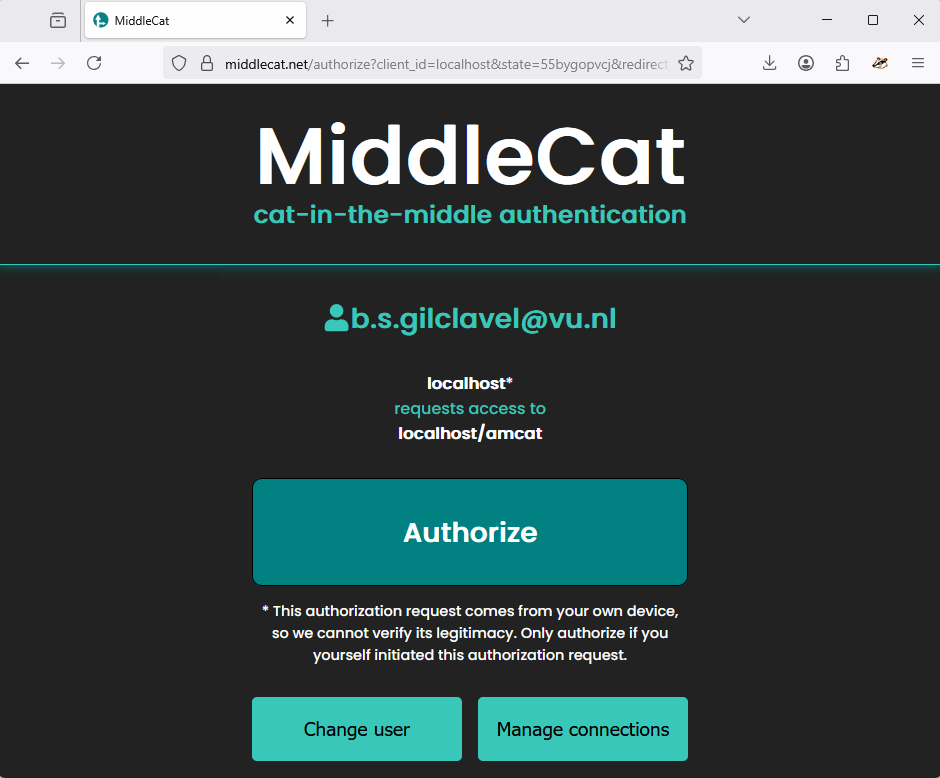 MiddleCat
middlecat.net/authorize?client_id=localhost&state=55bygopvcj&redirect
MiddleCat
cat-in-the-middle authentication
b.s.gilclavel@vu.nl
localhost*
requests access to
localhost/amcat
Authorize
* This authorization request comes from your own device,
so we cannot verify its legitimacy. Only authorize if you
yourself initiated this authorization request.
Change user
Manage connections